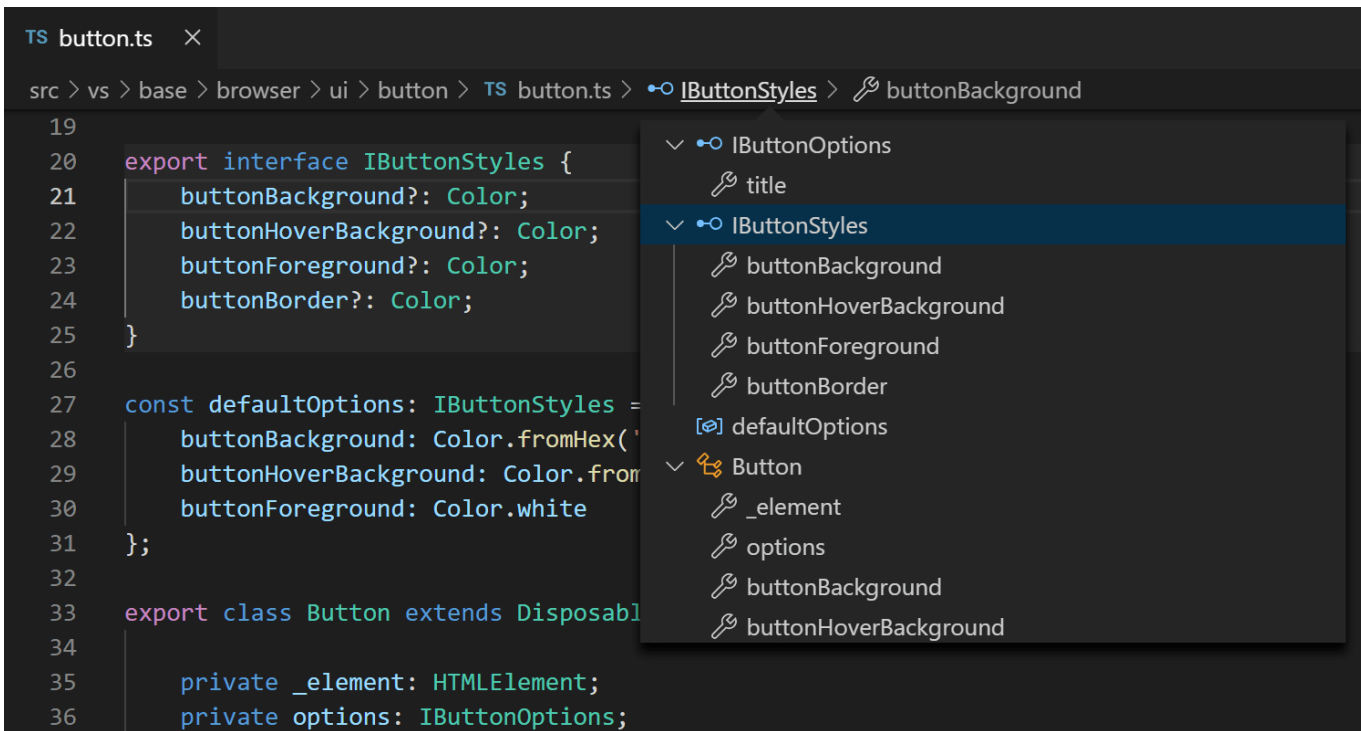 TS button.ts ×
src > vs > base > browser > ui > button > TS button.ts > IButtonStyles > buttonBackground
19
20 export interface IButtonStyles {
21 buttonBackground?: Color;
22 buttonHoverBackground?: Color;
23 buttonForeground?: Color;
24 buttonBorder?: Color;
25 }
26
27 const defaultOptions: IButtonStyles =
28 buttonBackground: Color.fromHex('
29 buttonHoverBackground: Color.from
30 buttonForeground: Color.white
31 };
32
33 export class Button extends Disposabl
34
35 private _element: HTMLElement;
36 private options: IButtonOptions;
IButtonOptions
title
IButtonStyles
buttonBackground
buttonHoverBackground
buttonForeground
buttonBorder
defaultOptions
Button
_element
options
buttonBackground
buttonHoverBackground